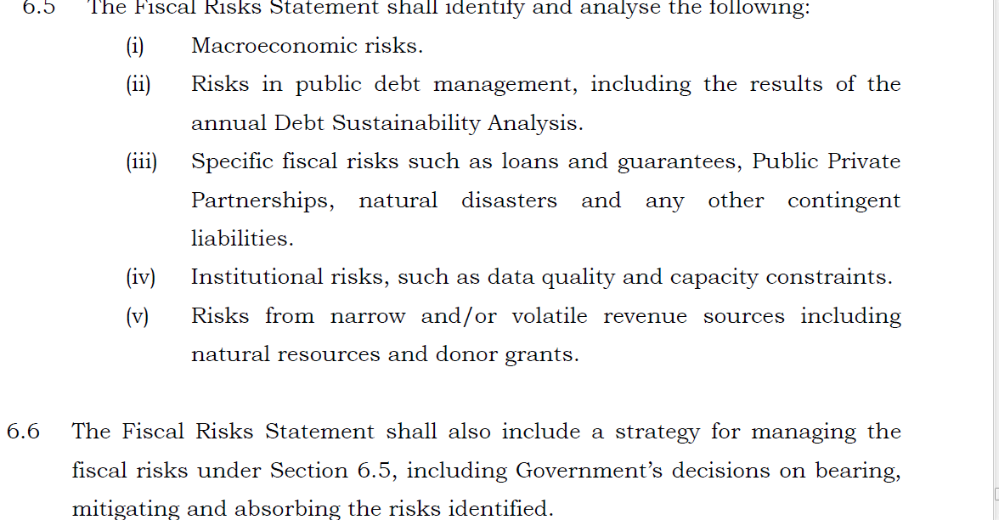 6.5 The Fiscal Risks Statement shall identify and analyse the following:
(i) Macroeconomic risks.
(ii) Risks in public debt management, including the results of the
annual Debt Sustainability Analysis.
(iii) Specific fiscal risks such as loans and guarantees, Public Private
Partnerships, natural disasters and any other contingent
liabilities.
(iv) Institutional risks, such as data quality and capacity constraints.
(v) Risks from narrow and/or volatile revenue sources including
natural resources and donor grants.
6.6 The Fiscal Risks Statement shall also include a strategy for managing the
fiscal risks under Section 6.5, including Government’s decisions on bearing,
mitigating and absorbing the risks identified.